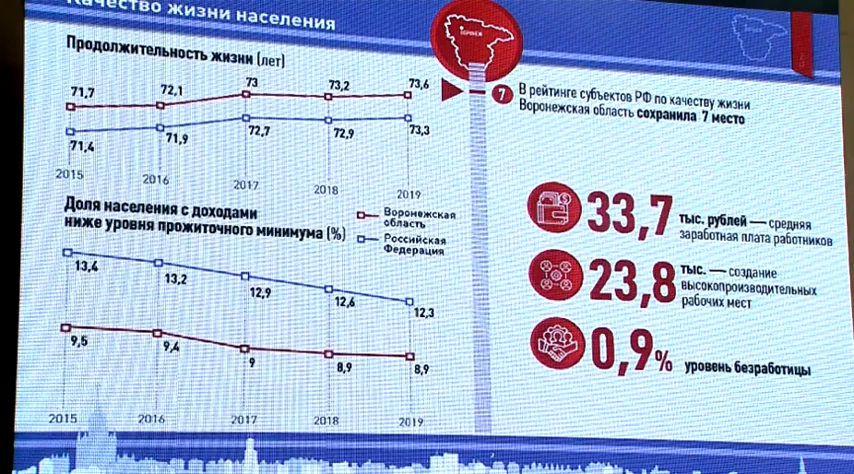 Качество жизни населения
Продолжительность жизни (лет)
71,7
72,1
73
73,2
73,6
71,4
71,9
72,7
72,9
73,3
2015
2016
2017
2018
2019
Доля населения с доходами
ниже уровня прожиточного минимума (%)
Воронежская
область
Российская
Федерация
13,4
13,2
12,9
12,6
12,3
9,5
9,4
9
8,9
8,9
2015
2016
2017
2018
2019
ВОРОНЕЖ
7
В рейтинге субъектов РФ по качеству жизни
Воронежская область сохранила 7 место
33,7
тыс. рублей — средняя
заработная плата работников
23,8
тыс. — создание
высокопроизводительных
рабочих мест
0,9%
уровень безработицы